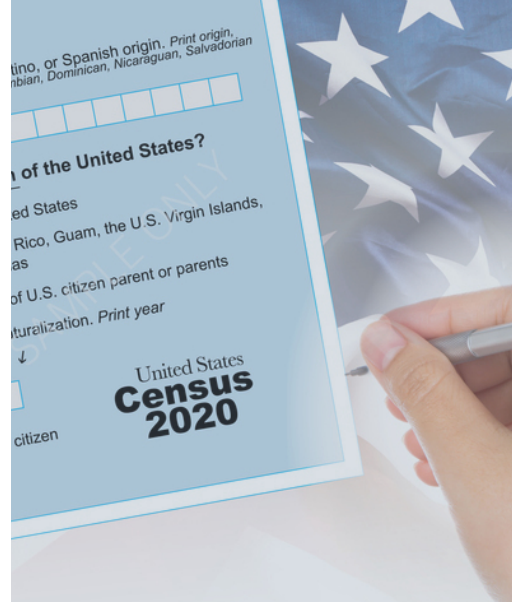 tino, or Spanish origin. Print origin,
mbian, Dominican, Nicaraguan, Salvadorian
n of the United States?
ed States
Rico, Guam, the U.S. Virgin Islands,
as
of U.S. citizen parent or parents
turalization. Print year
citizen
United States
Census
2020
SAMPLE ONLY